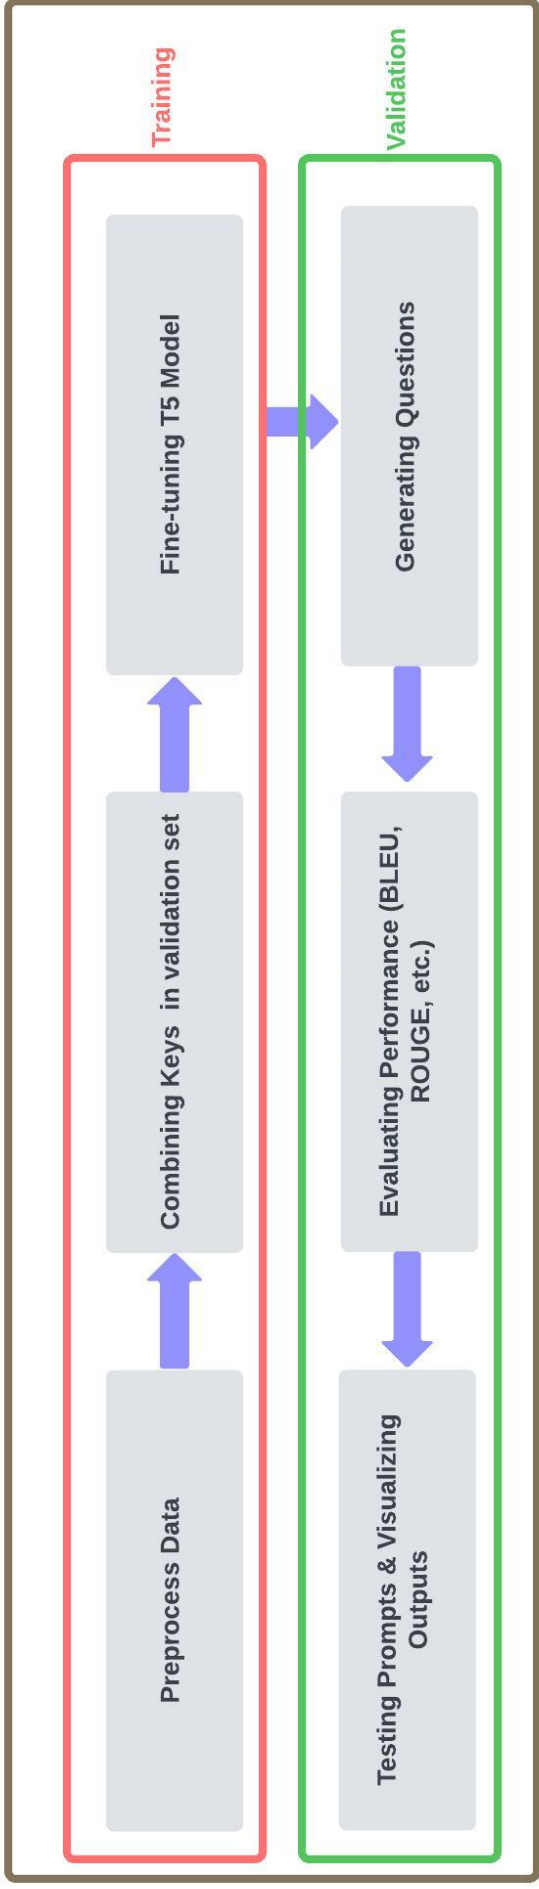 Training
Preprocess Data
Combining Keys  in validation set
Fine-tuning T5 Model
Validation
Generating Questions
Evaluating Performance (BLEU,
ROUGE, etc.)
Testing Prompts & Visualizing
Outputs